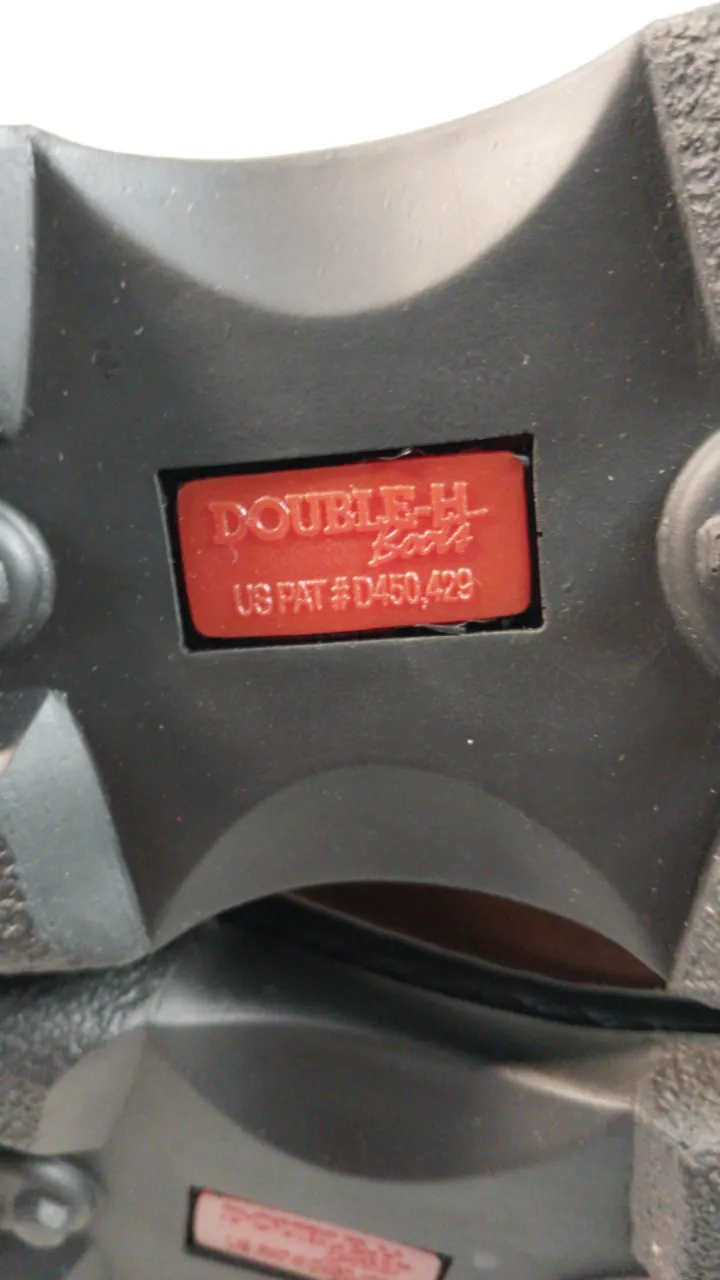 DOUBLE-H
Boots
US PAT # D450,429